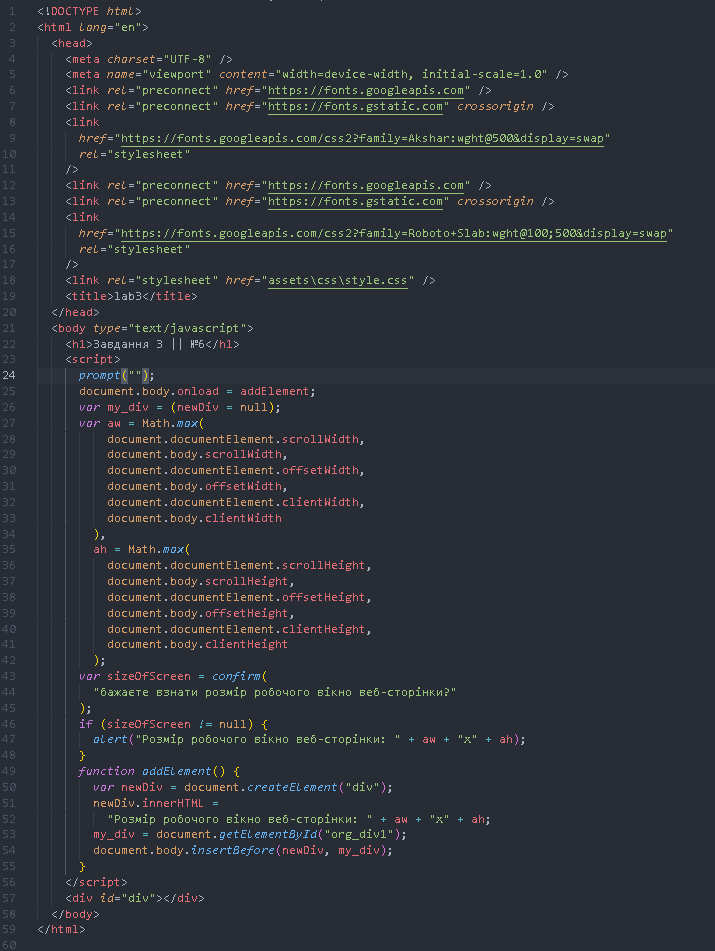 1 <!DOCTYPE html>
2 <html lang="en">
3 <head>
4 <meta charset="UTF-8" />
5 <meta name="viewport" content="width=device-width, initial-scale=1.0" />
6 <link rel="preconnect" href="https://fonts.googleapis.com" />
7 <link rel="preconnect" href="https://fonts.gstatic.com" crossorigin />
8 <link
9 href="https://fonts.googleapis.com/css2?family=Akshar:wght@500&display=swap"
10 rel="stylesheet"
11 />
12 <link rel="preconnect" href="https://fonts.googleapis.com" />
13 <link rel="preconnect" href="https://fonts.gstatic.com" crossorigin />
14 <link
15 href="https://fonts.googleapis.com/css2?family=Roboto+Slab:wght@100;500&display=swap"
16 rel="stylesheet"
17 />
18 <link rel="stylesheet" href="assets\css\style.css" />
19 <title>lab3</title>
20 </head>
21 <body type="text/javascript">
22 <h1>Завдання 3 || №6</h1>
23 <script>
24 prompt("");
25 document.body.onload = addElement;
26 var my_div = (newDiv = null);
27 var aw = Math.max(
28 document.documentElement.scrollWidth,
29 document.body.scrollWidth,
30 document.documentElement.offsetWidth,
31 document.body.offsetWidth,
32 document.documentElement.clientWidth,
33 document.body.clientWidth
34 ),
35 ah = Math.max(
36 document.documentElement.scrollHeight,
37 document.body.scrollHeight,
38 document.documentElement.offsetHeight,
39 document.body.offsetHeight,
40 document.documentElement.clientHeight,
41 document.body.clientHeight
42 );
43 var sizeOfScreen = confirm(
44 "бажаєте взнати розмір робочого вікно веб-сторінки?"
45 );
46 if (sizeOfScreen != null) {
47 alert("Розмір робочого вікно веб-сторінки: " + aw + "x" + ah);
48 }
49 function addElement() {
50 var newDiv = document.createElement("div");
51 newDiv.innerHTML =
52 "Розмір робочого вікно веб-сторінки: " + aw + "x" + ah;
53 my_div = document.getElementById("org_div1");
54 document.body.insertBefore(newDiv, my_div);
55 }
56 </script>
57 <div id="div"></div>
58 </body>
59 </html>
60